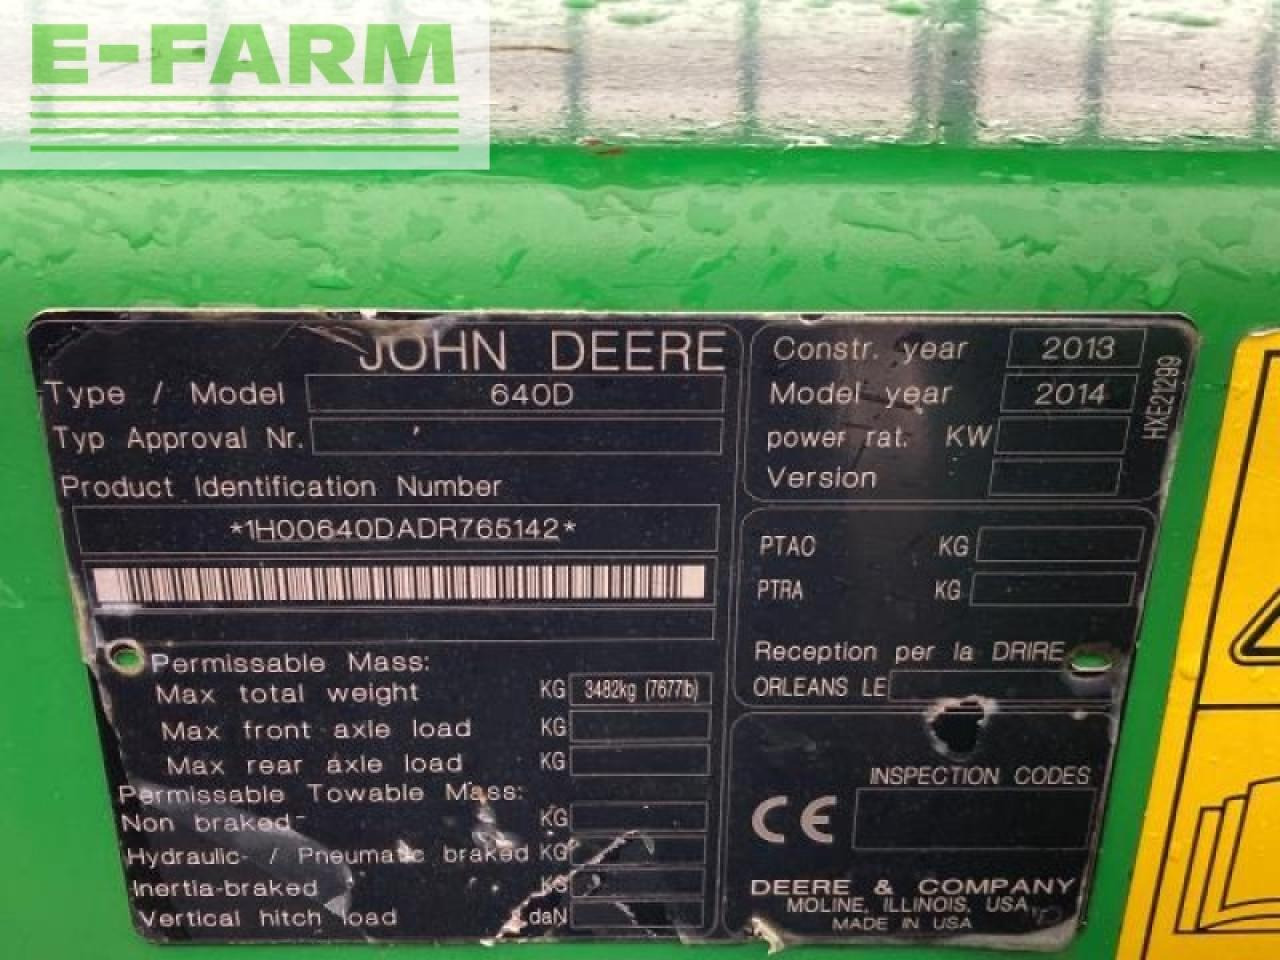 E-FARM
JOHN DEERE
Type / Model 640D
Typ Approval Nr.
Product Identification Number
*1H00640DADR765142*
Permissable Mass:
Max total weight KG 3482kg (7677lb)
Max front axle load KG
Max rear axle load KG
Permissable Towable Mass:
Non braked KG
Hydraulic- / Pneumatic braked KG
Inertia-braked KG
Vertical hitch load daN
Constr. year 2013
Model year 2014
power rat. KW
Version
HXE21299
PTAC KG
PTRA KG
Reception per la DRIRE
ORLEANS LE
INSPECTION CODES
CE
DEERE & COMPANY
MOLINE, ILLINOIS, USA
MADE IN USA